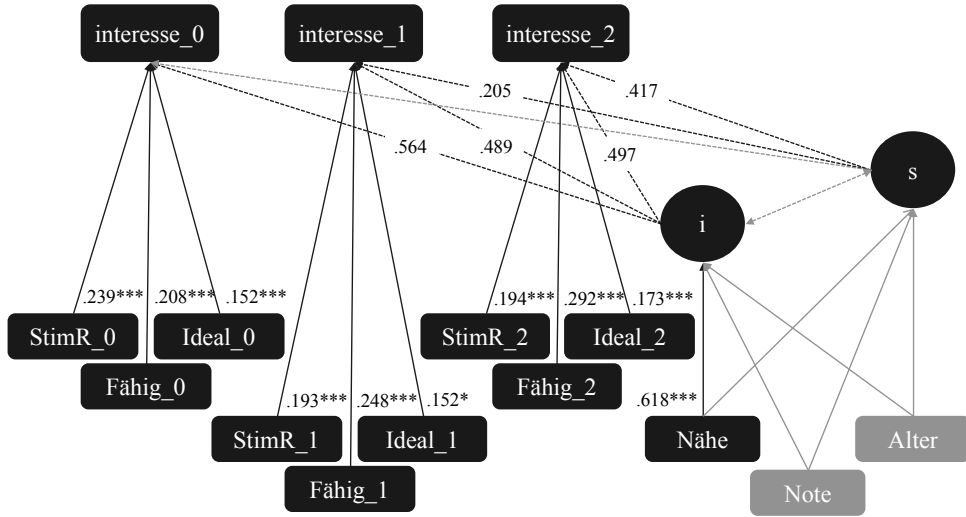 interesse_0
interesse_1
interesse_2
.205
.417
.564
.489
.497
s
i
.239***
.208***
.152***
.194***
.292***
.173***
StimR_0
Ideal_0
StimR_2
Ideal_2
Fähig_0
Fähig_2
.193***
.248***
.152*
.618***
StimR_1
Ideal_1
Nähe
Alter
Fähig_1
Note